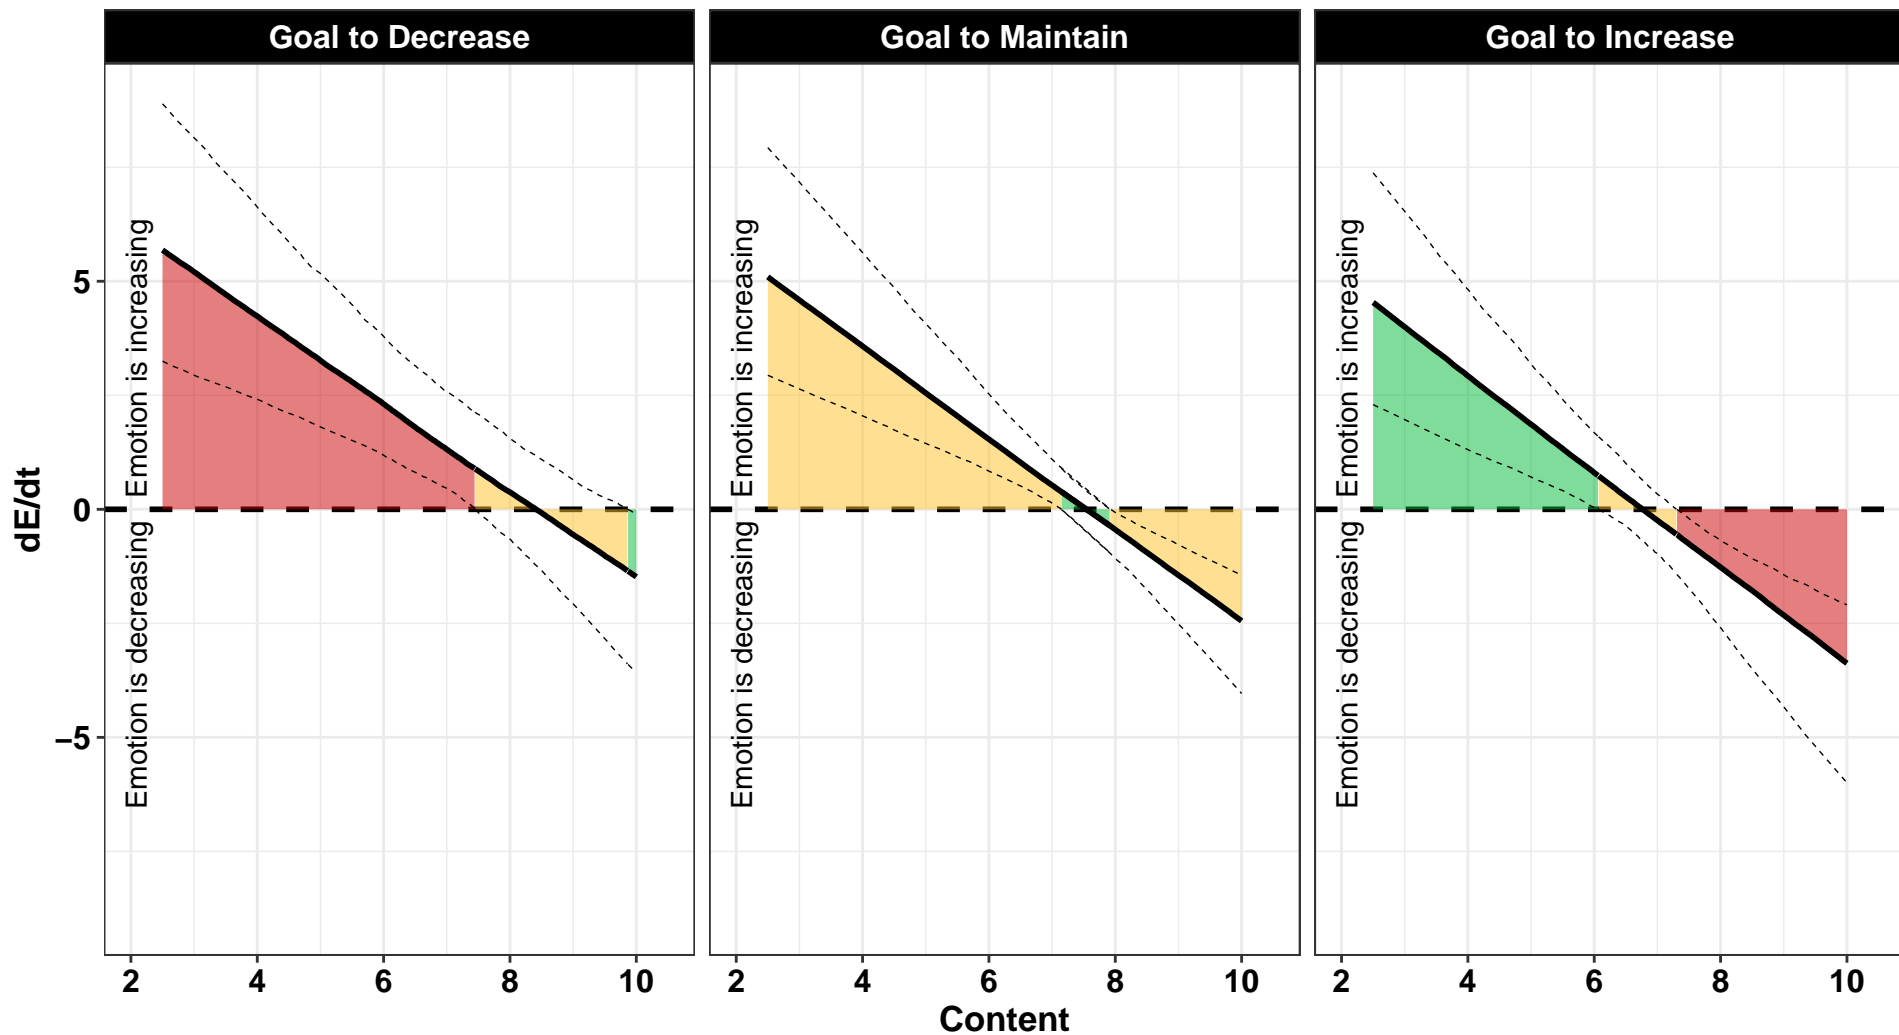 Goal to Decrease
Goal to Maintain
Goal to Increase
dE/dt
5
0
−5
Emotion is increasing
Emotion is decreasing
Emotion is increasing
Emotion is decreasing
Emotion is increasing
Emotion is decreasing
2 4 6 8 10
2 4 6 8 10
2 4 6 8 10
Content